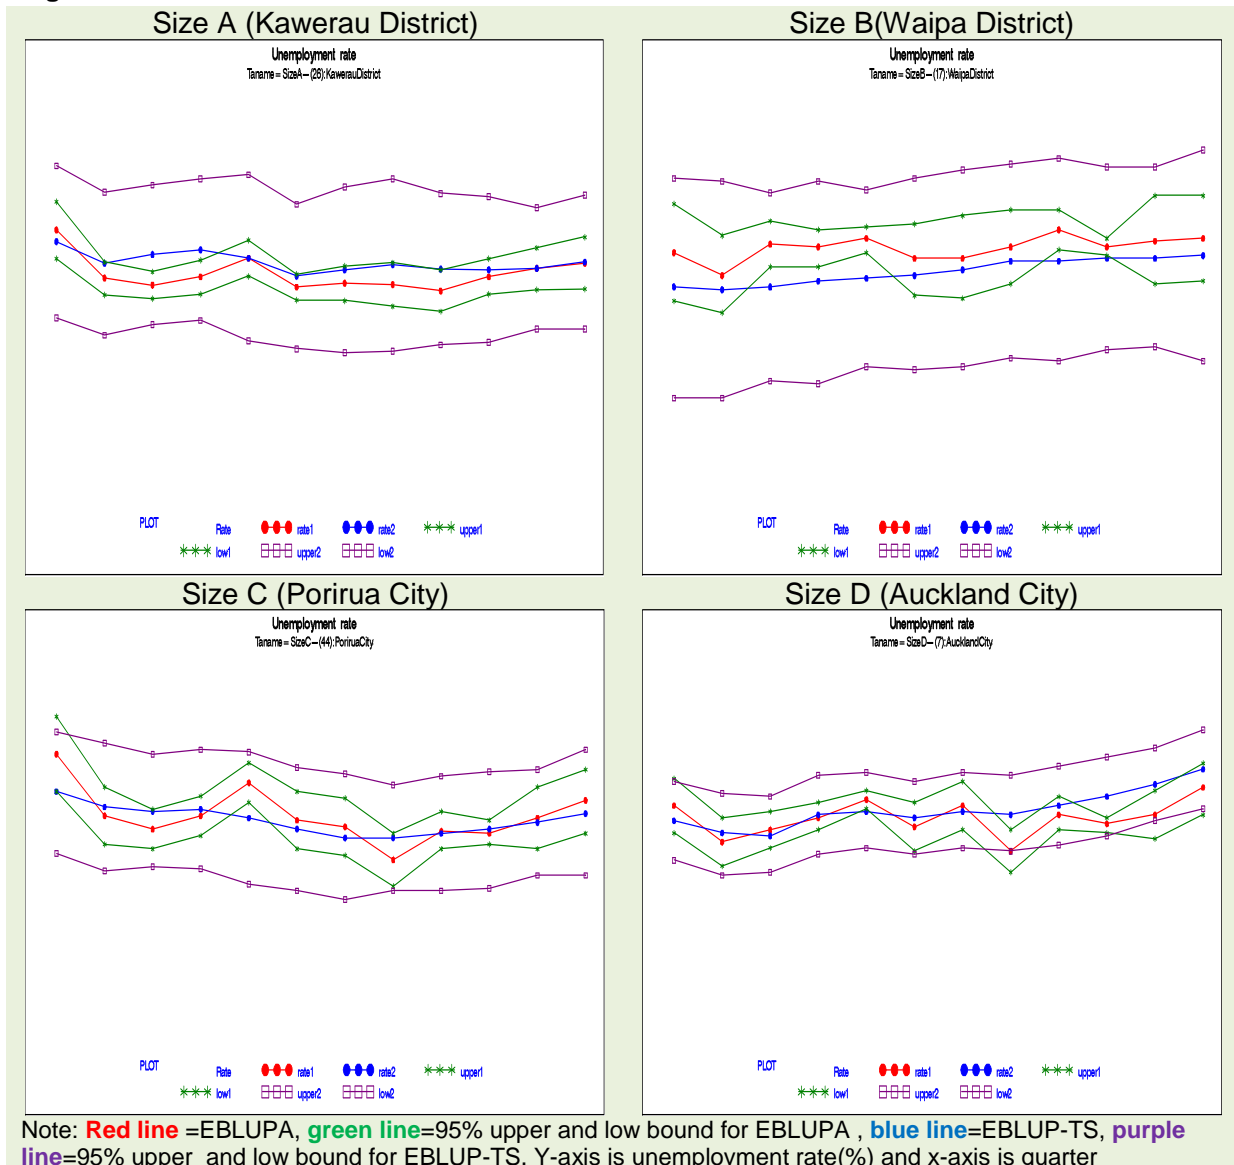 Size A (Kawerau District)
Unemployment rate
Taname = SizeA-(26):KawerauDistrict
PLOT Rate rate1 rate2 upper1
low1 upper2 low2
Size B(Waipa District)
Unemployment rate
Taname = SizeB-(17):WaipaDistrict
PLOT Rate rate1 rate2 upper1
low1 upper2 low2
Size C (Porirua City)
Unemployment rate
Taname = SizeC-(44):PoriruaCity
PLOT Rate rate1 rate2 upper1
low1 upper2 low2
Size D (Auckland City)
Unemployment rate
Taname = SizeD-(7):AucklandCity
PLOT Rate rate1 rate2 upper1
low1 upper2 low2
Note: Red line =EBLUPA, green line=95% upper and low bound for EBLUPA , blue line=EBLUP-TS, purple
line=95% upper and low bound for EBLUP-TS. Y-axis is unemployment rate(%) and x-axis is quarter